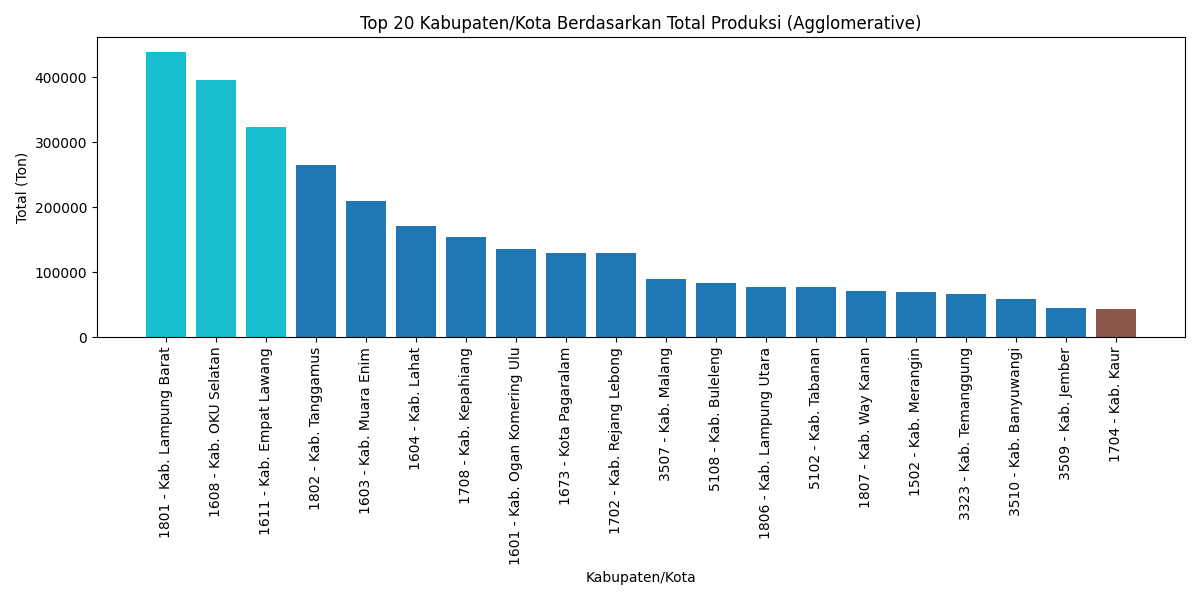 Top 20 Kabupaten/Kota Berdasarkan Total Produksi (Agglomerative)
Total (Ton)
400000
300000
200000
100000
0
1801 - Kab. Lampung Barat
1608 - Kab. OKU Selatan
1611 - Kab. Empat Lawang
1802 - Kab. Tanggamus
1603 - Kab. Muara Enim
1604 - Kab. Lahat
1708 - Kab. Kepahiang
1601 - Kab. Ogan Komering Ulu
1673 - Kota Pagaralam
1702 - Kab. Rejang Lebong
3507 - Kab. Malang
5108 - Kab. Buleleng
1806 - Kab. Lampung Utara
5102 - Kab. Tabanan
1807 - Kab. Way Kanan
1502 - Kab. Merangin
3323 - Kab. Temanggung
3510 - Kab. Banyuwangi
3509 - Kab. Jember
1704 - Kab. Kaur
Kabupaten/Kota